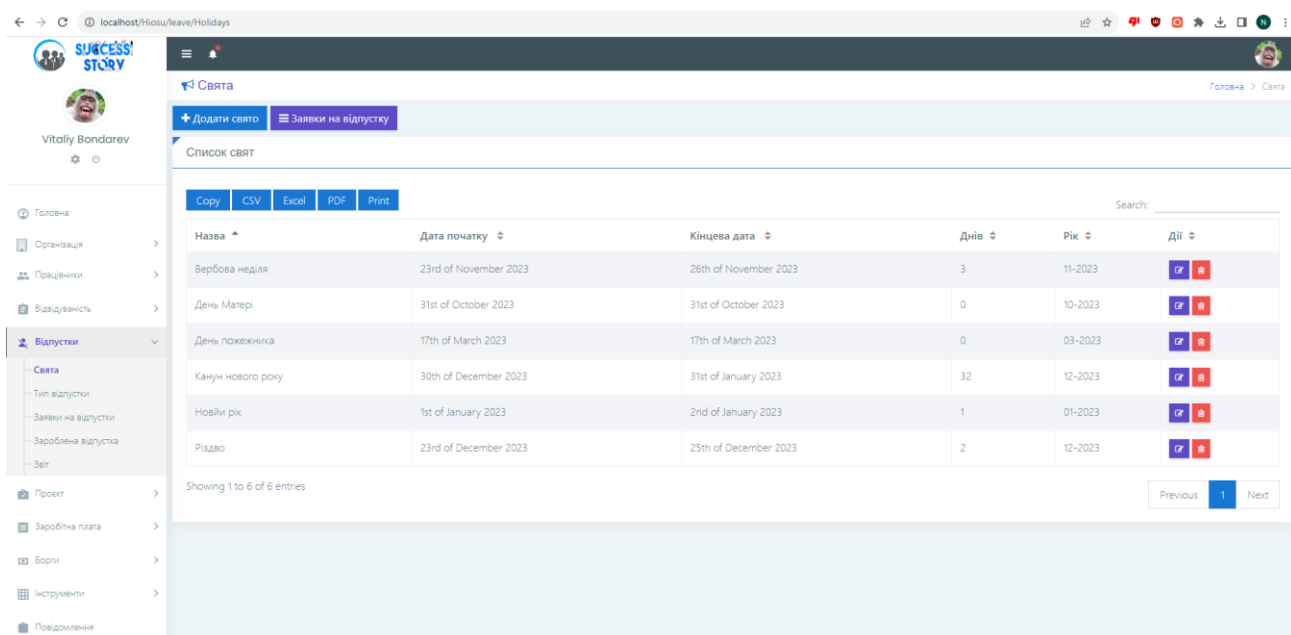 localhost/Hiosu/leave/Holidays
N
SUCCESS!
STORY
Свята
Головна > Свята
+ Додати свято
Заявки на відпустку
Vitaliy Bondarev
Список свят
Copy CSV Excel PDF Print
Search:
Головна
Організація
Працівники
Відвідуваність
Відпустки
Свята
Тип відпустки
Заявки на відпустки
Зароблена відпустка
Звіт
Проєкт
Заробітна плата
Борги
Інструменти
Повідомлення
Назва Дата початку Кінцева дата Днів Рік Дії
Вербова неділя 23rd of November 2023 26th of November 2023 3 11-2023
День Матері 31st of October 2023 31st of October 2023 0 10-2023
День пожежника 17th of March 2023 17th of March 2023 0 03-2023
Канун нового року 30th of December 2023 31st of January 2023 32 12-2023
Новйи рік 1st of January 2023 2nd of January 2023 1 01-2023
Різдво 23rd of December 2023 25th of December 2023 2 12-2023
Showing 1 to 6 of 6 entries
Previous 1 Next